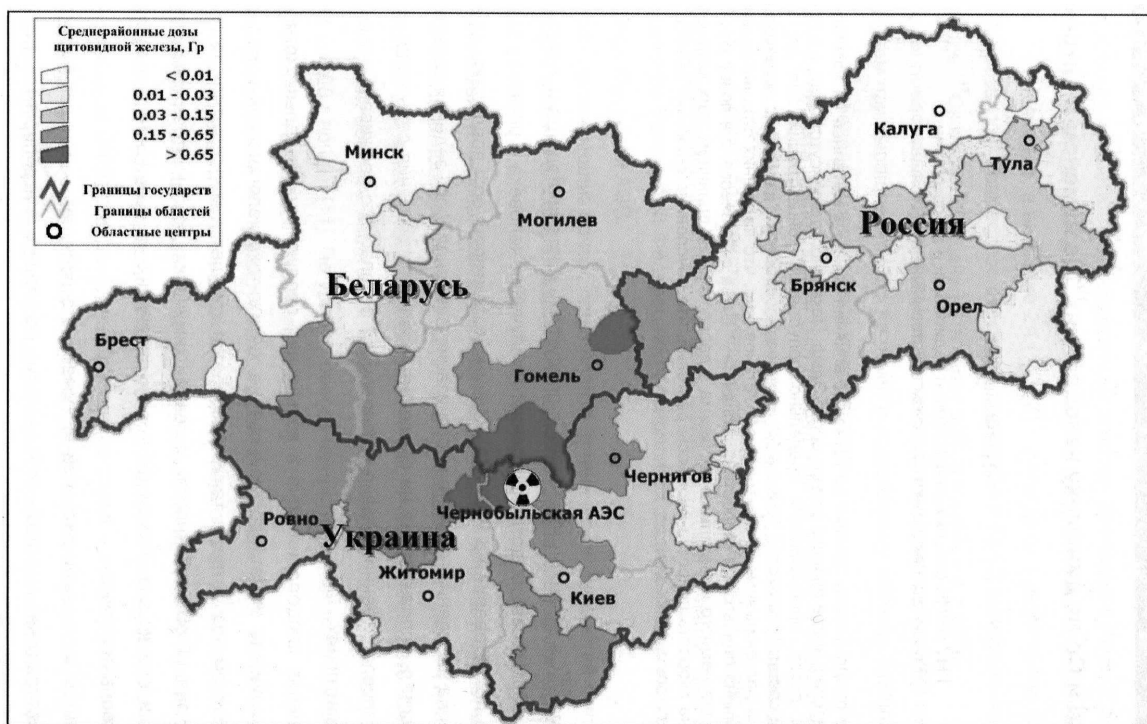 Среднерайонные дозы
щитовидной железы, Гр
< 0.01
0.01 - 0.03
0.03 - 0.15
0.15 - 0.65
> 0.65
Границы государств
Границы областей
Областные центры
Минск
Могилев
Калуга
Тула
Россия
Брянск
Орел
Беларусь
Брест
Гомель
Чернигов
Чернобыльская АЭС
Ровно
Украина
Житомир
Киев